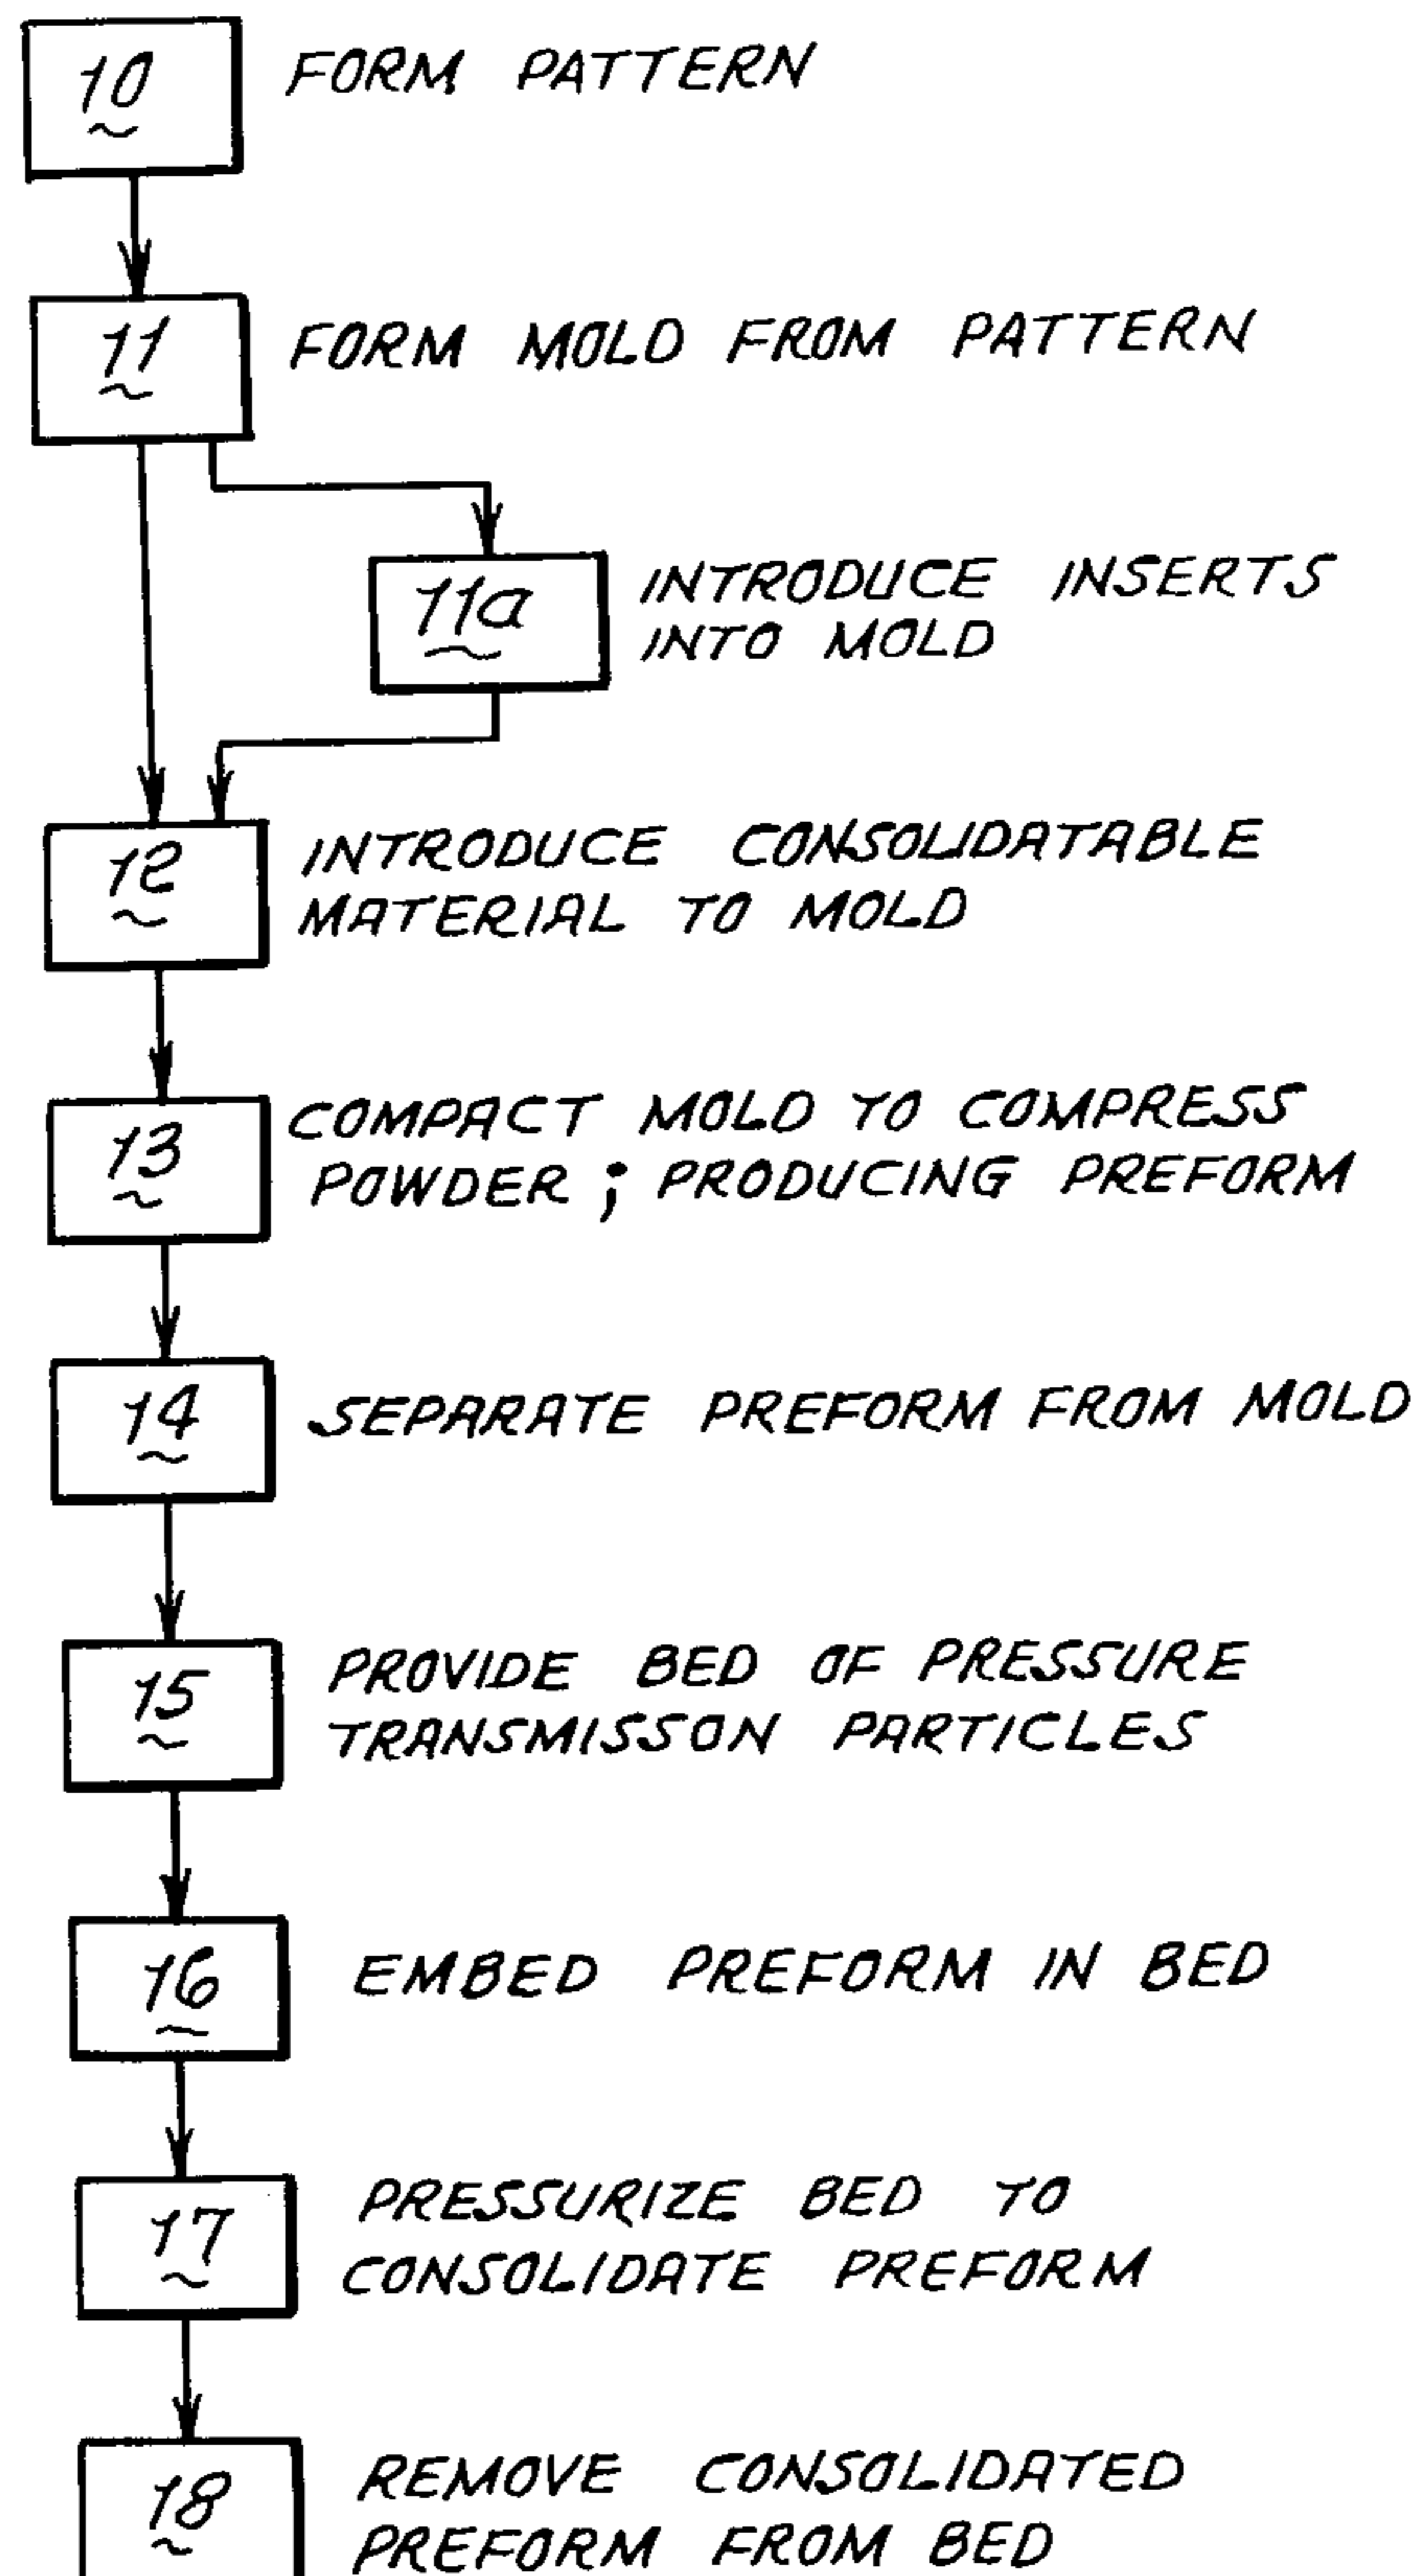 10 FORM PATTERN
11 FORM MOLD FROM PATTERN
11a INTRODUCE INSERTS
INTO MOLD
12 INTRODUCE CONSOLIDATABLE
MATERIAL TO MOLD
13 COMPACT MOLD TO COMPRESS
POWDER; PRODUCING PREFORM
14 SEPARATE PREFORM FROM MOLD
15 PROVIDE BED OF PRESSURE
TRANSMISSON PARTICLES
16 EMBED PREFORM IN BED
17 PRESSURIZE BED TO
CONSOLIDATE PREFORM
18 REMOVE CONSOLIDATED
PREFORM FROM BED